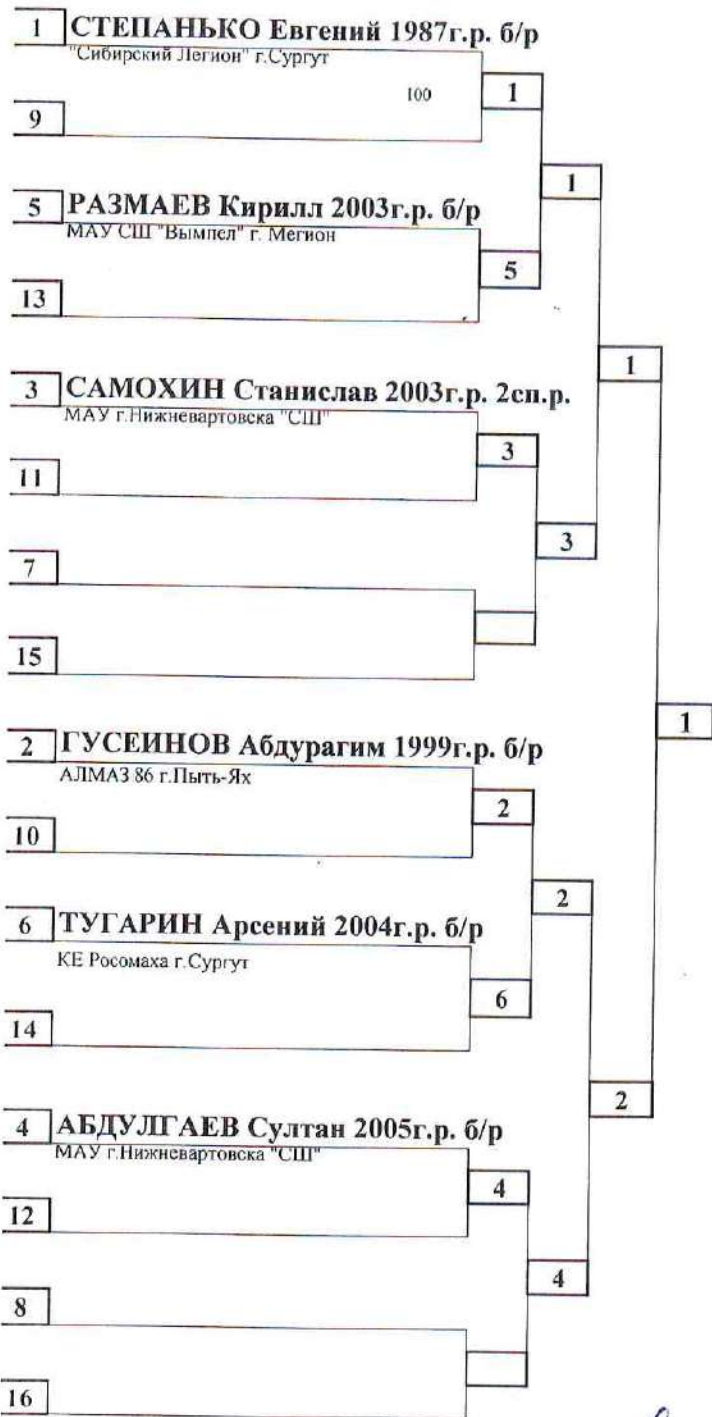 1 СТЕПАНЬКО Евгений 1987г.р. б/р
"Сибирский Легион" г.Сургут
100
1
9
1
5 РАЗМАЕВ Кирилл 2003г.р. б/р
МАУ СШ "Вымпел" г. Мегион
5
13
1
3 САМОХИН Станислав 2003г.р. 2сп.р.
МАУ г.Нижневартовска "СШ"
3
11
3
7
15
1
2 ГУСЕИНОВ Абдурагим 1999г.р. б/р
АЛМАЗ 86 г.Пыть-Ях
2
10
2
6 ТУГАРИН Арсений 2004г.р. б/р
КЕ Росомаха г.Сургут
6
14
2
4 АБДУЛГАЕВ Султан 2005г.р. б/р
МАУ г.Нижневартовска "СШ"
4
12
4
8
16